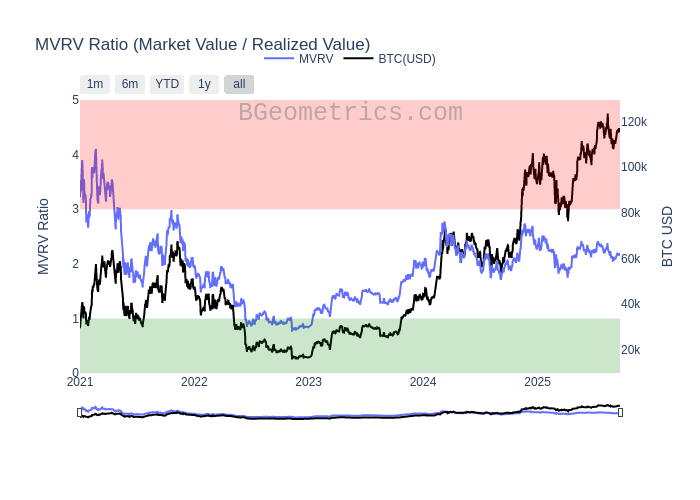 MVRV Ratio (Market Value / Realized Value)
MVRV BTC(USD)
1m 6m YTD 1y all
BGeometrics.com
5
4
3
2
1
0
MVRV Ratio
120k
100k
80k
60k
40k
20k
BTC USD
2021 2022 2023 2024 2025